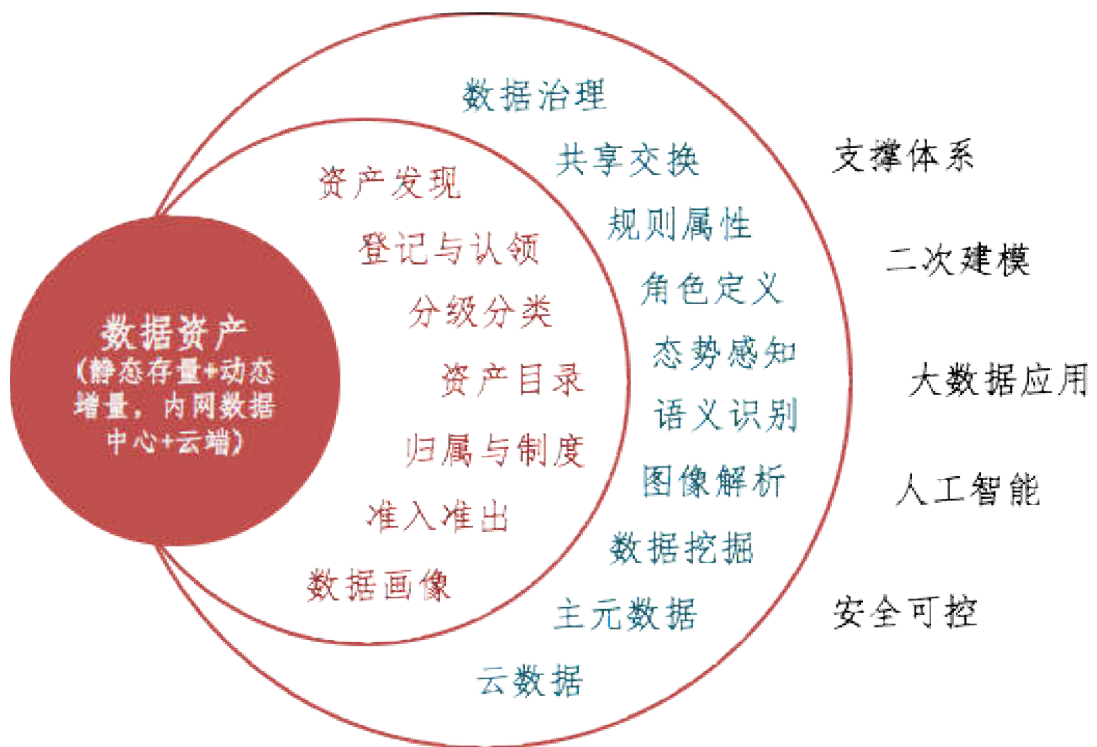 数据资产
(静态存量+动态
增量，内网数据
中心+云端)
资产发现
登记与认领
分级分类
资产目录
归属与制度
准入准出
数据画像
数据治理
共享交换
规则属性
角色定义
态势感知
语义识别
图像解析
数据挖掘
主元数据
云数据
支撑体系
二次建模
大数据应用
人工智能
安全可控